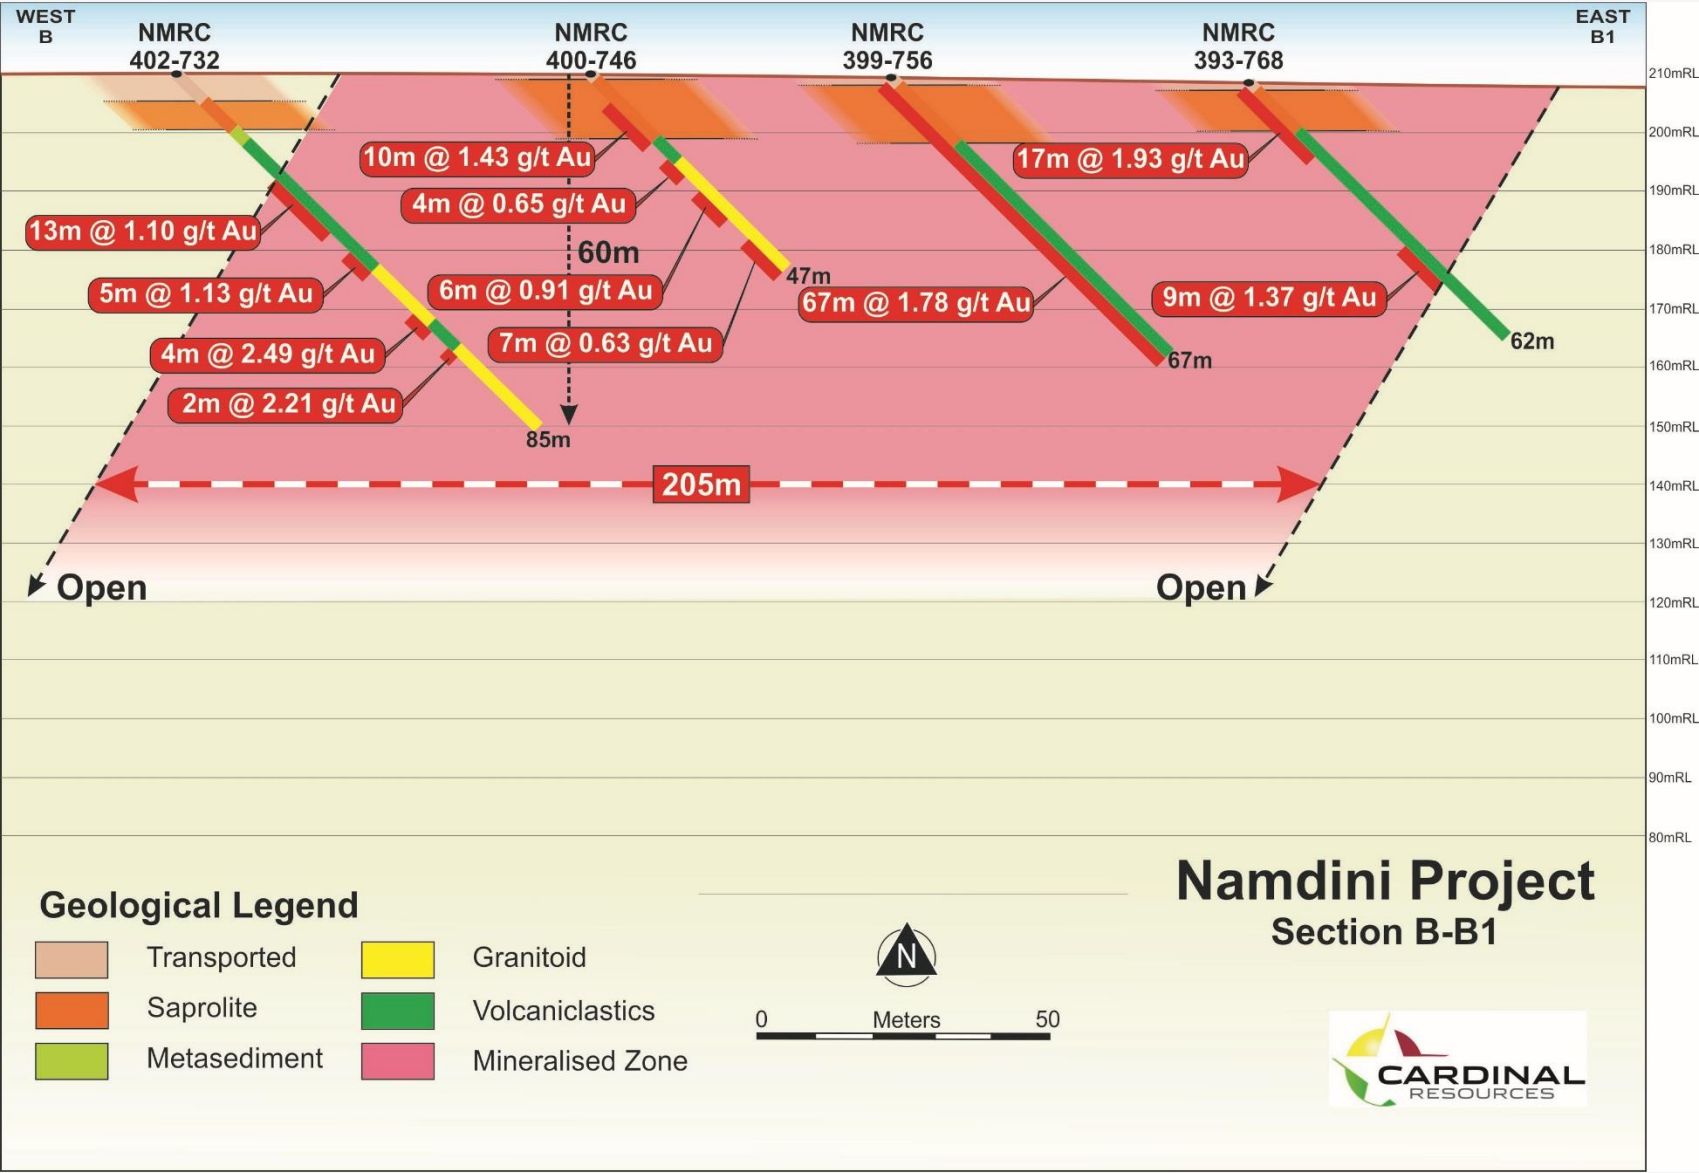 WEST
B
NMRC
402-732
NMRC
400-746
NMRC
399-756
NMRC
393-768
EAST
B1
210mRL
200mRL
190mRL
180mRL
170mRL
160mRL
150mRL
140mRL
130mRL
120mRL
110mRL
100mRL
90mRL
80mRL
10m @ 1.43 g/t Au
17m @ 1.93 g/t Au
4m @ 0.65 g/t Au
13m @ 1.10 g/t Au
60m
47m
5m @ 1.13 g/t Au
6m @ 0.91 g/t Au
67m @ 1.78 g/t Au
9m @ 1.37 g/t Au
7m @ 0.63 g/t Au
62m
4m @ 2.49 g/t Au
67m
2m @ 2.21 g/t Au
85m
205m
Open
Open
Namdini Project
Section B-B1
Geological Legend
Transported
Saprolite
Metasediment
Granitoid
Volcaniclastics
Mineralised Zone
N
0 Meters 50
CARDINAL
RESOURCES